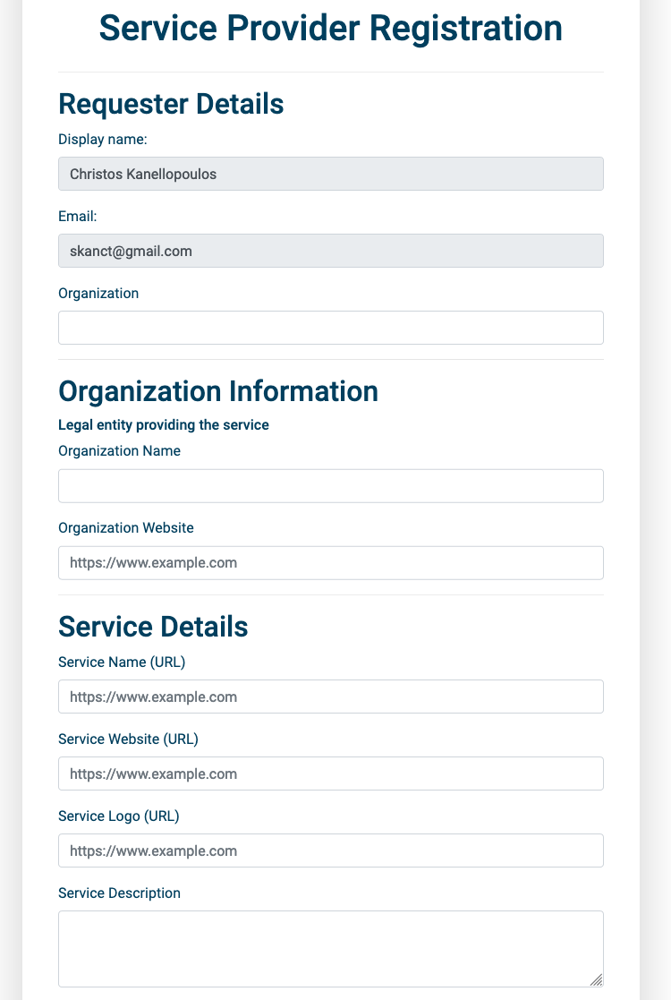 Service Provider Registration
Requester Details
Display name:
Christos Kanellopoulos
Email:
skanct@gmail.com
Organization
Organization Information
Legal entity providing the service
Organization Name
Organization Website
https://www.example.com
Service Details
Service Name (URL)
https://www.example.com
Service Website (URL)
https://www.example.com
Service Logo (URL)
https://www.example.com
Service Description